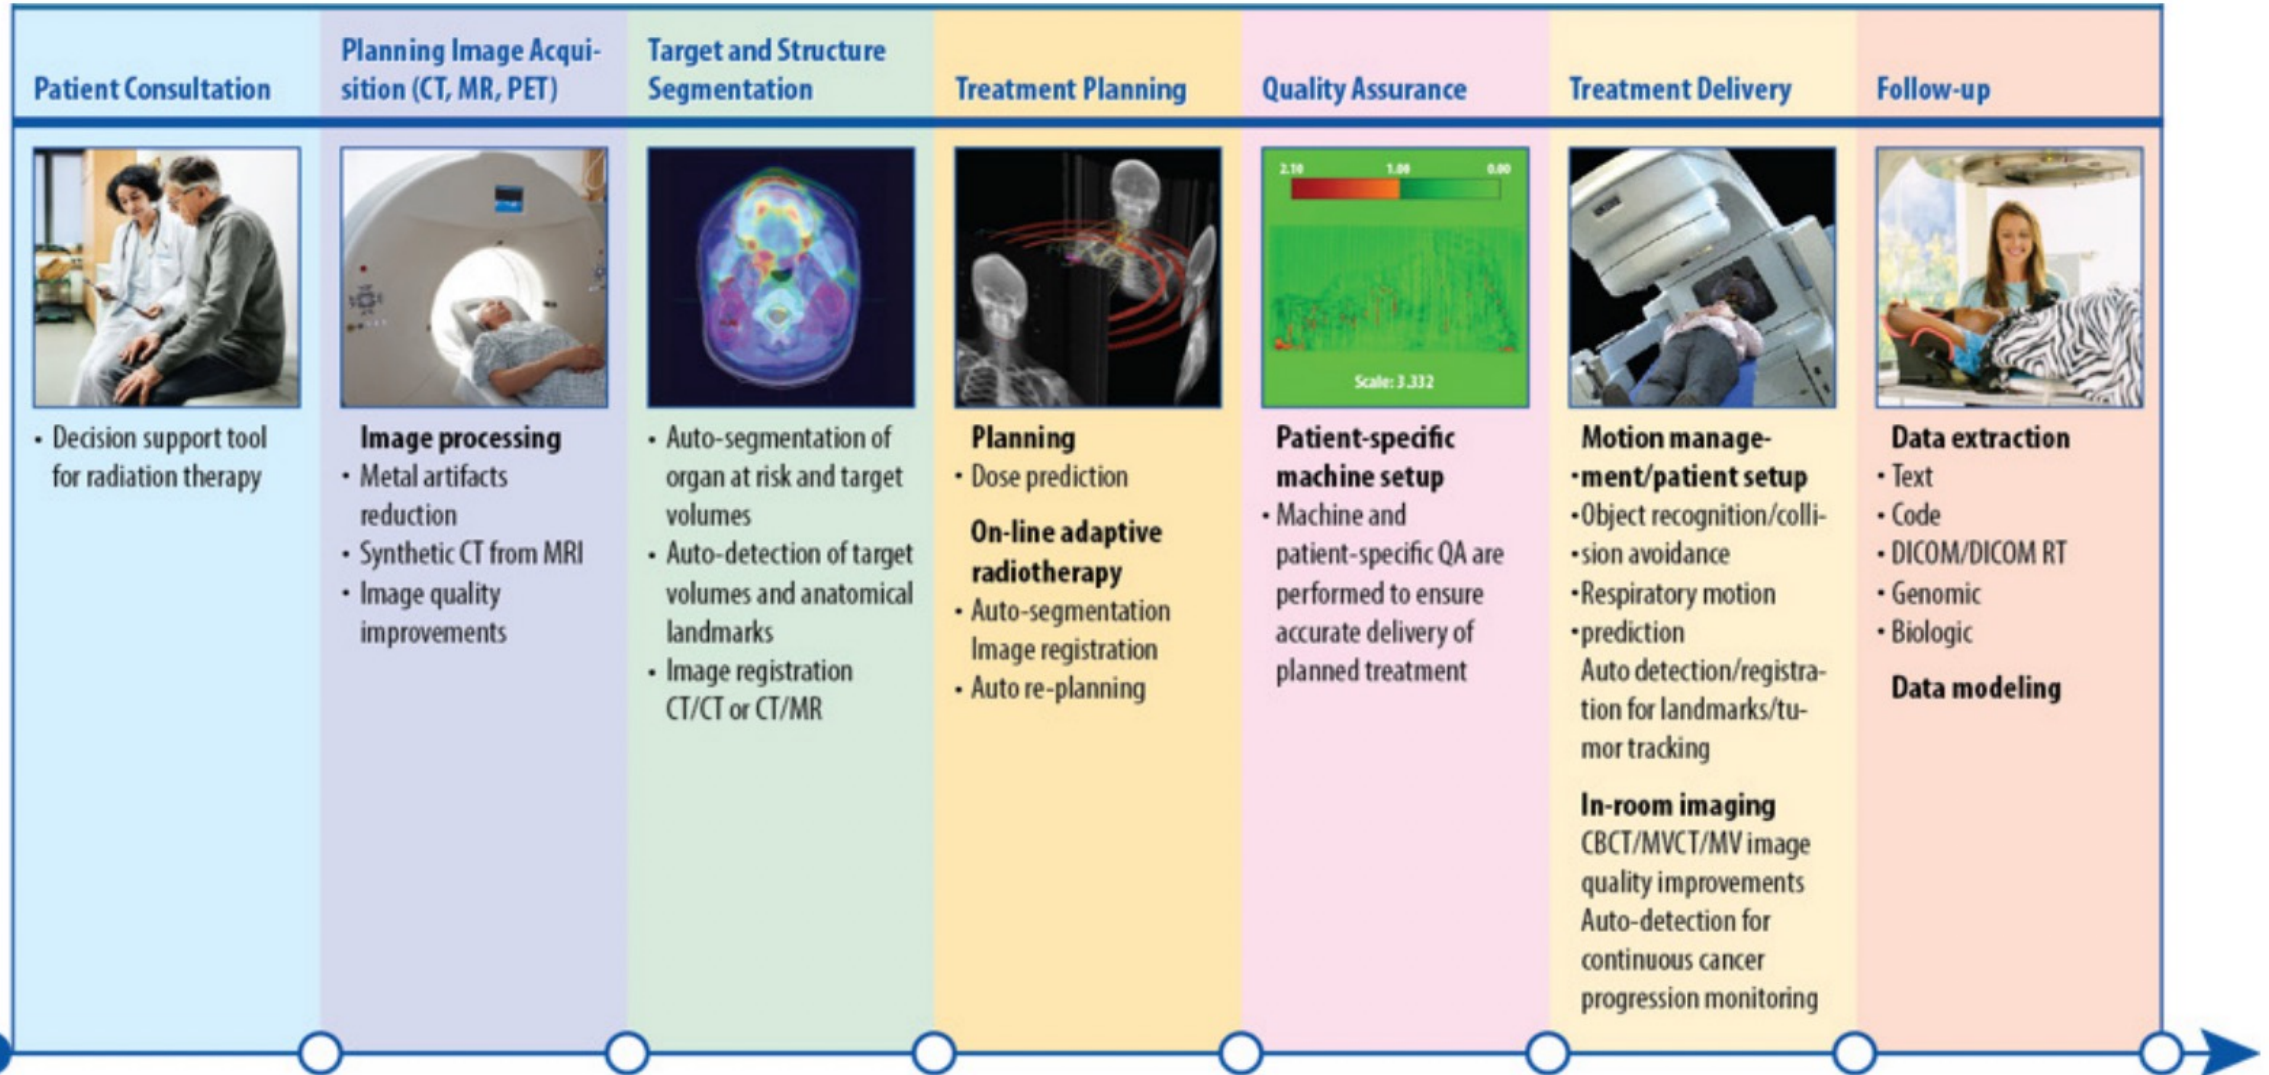 Patient Consultation
Planning Image Acqui-
sition (CT, MR, PET)
Target and Structure
Segmentation
Treatment Planning
Quality Assurance
Treatment Delivery
Follow-up
• Decision support tool
for radiation therapy
Image processing
• Metal artifacts
reduction
• Synthetic CT from MRI
• Image quality
improvements
• Auto-segmentation of
organ at risk and target
volumes
• Auto-detection of target
volumes and anatomical
landmarks
• Image registration
CT/CT or CT/MR
Planning
• Dose prediction
On-line adaptive
radiotherapy
• Auto-segmentation
Image registration
• Auto re-planning
2.10 1.00 0.00
Scale: 3.332
Patient-specific
machine setup
• Machine and
patient-specific QA are
performed to ensure
accurate delivery of
planned treatment
Motion manage-
•ment/patient setup
•Object recognition/colli-
•sion avoidance
•Respiratory motion
•prediction
Auto detection/registra-
tion for landmarks/tu-
mor tracking
In-room imaging
CBCT/MVCT/MV image
quality improvements
Auto-detection for
continuous cancer
progression monitoring
Data extraction
• Text
• Code
• DICOM/DICOM RT
• Genomic
• Biologic
Data modeling